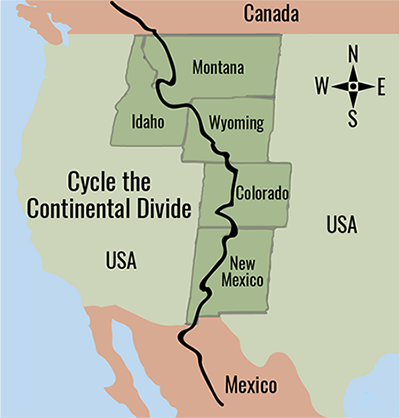 Canada
N
W E
S
Montana
Idaho
Wyoming
Cycle the
Continental Divide
Colorado
USA
USA
New
Mexico
Mexico